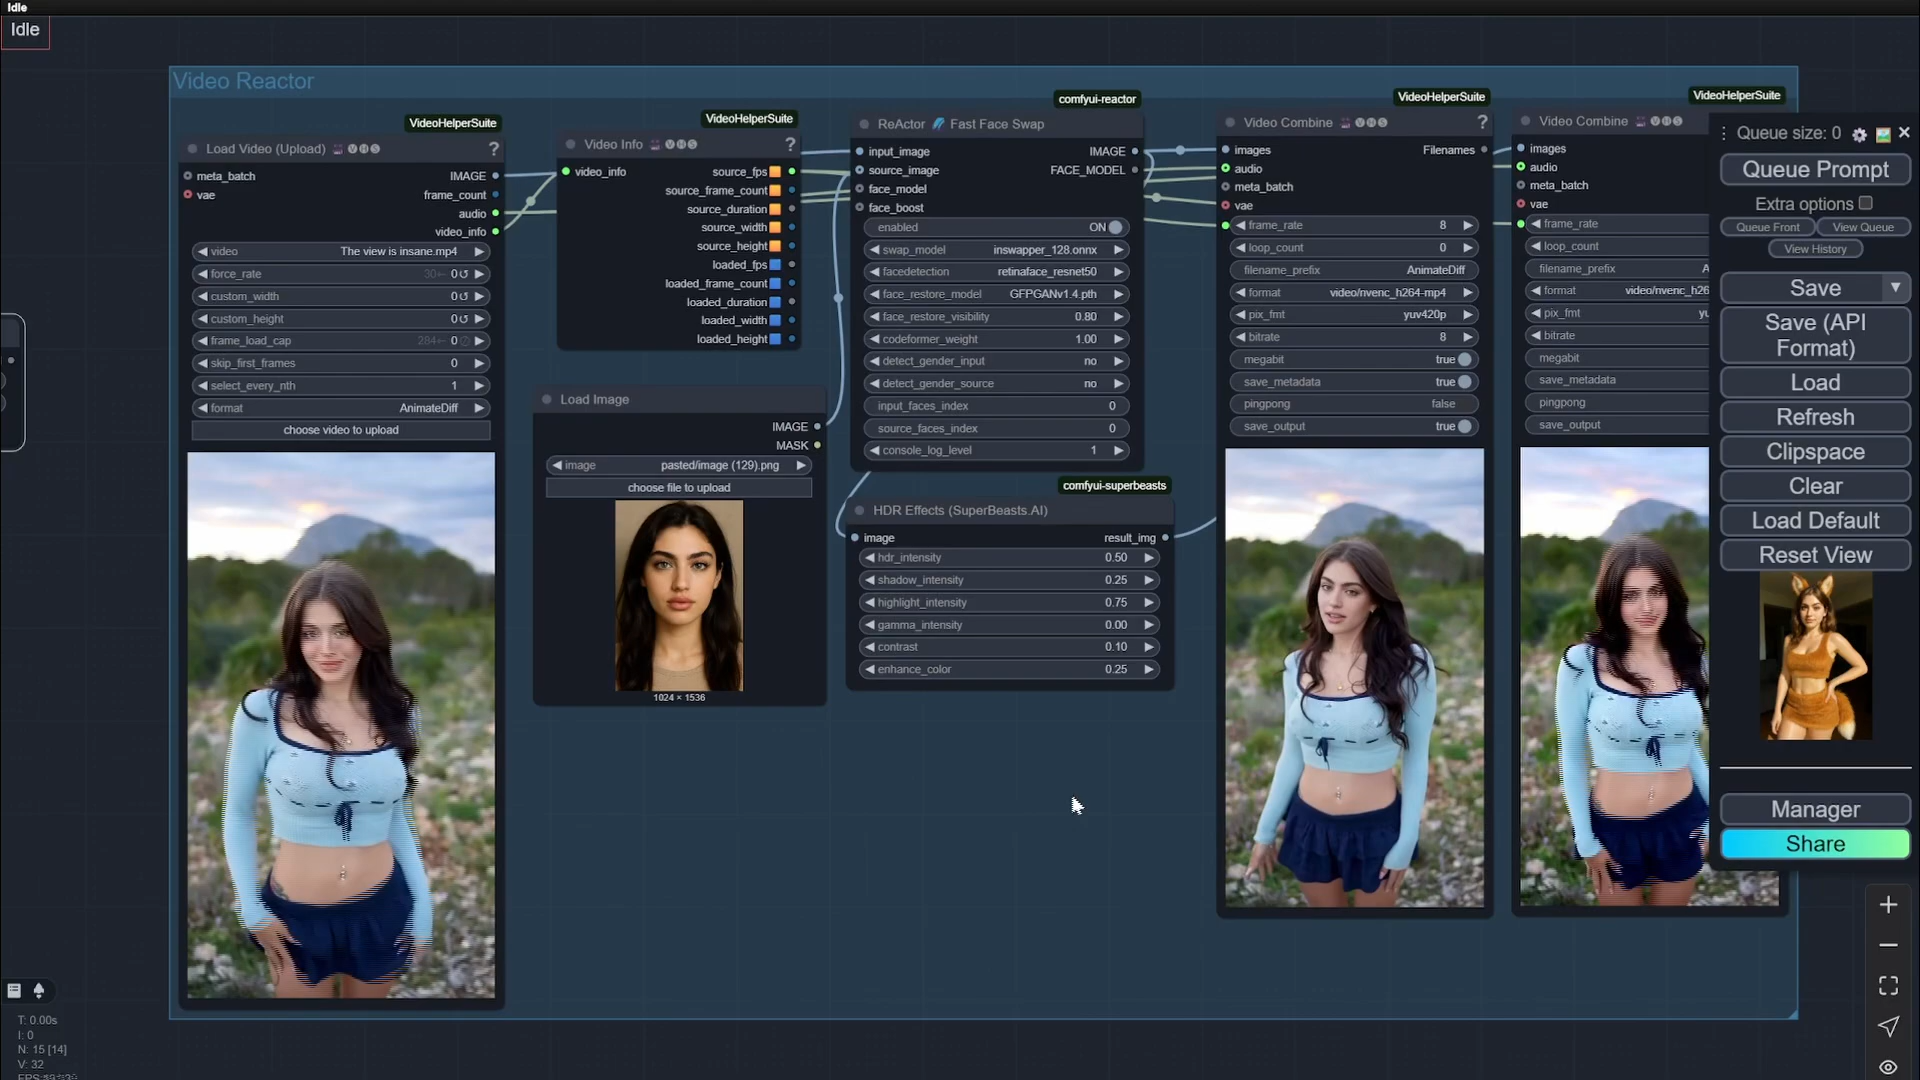 Idle
Idle
Video Reactor
VideoHelperSuite
Load Video (Upload)
?
meta_batch
IMAGE
vae
frame_count
audio
video_info
video
The view is insane.mp4
force_rate
30← 0
custom_width
0
custom_height
0
frame_load_cap
284← 0
skip_first_frames
0
select_every_nth
1
format
AnimateDiff
choose video to upload
VideoHelperSuite
Video Info
?
video_info
source_fps
source_frame_count
source_duration
source_width
source_height
loaded_fps
loaded_frame_count
loaded_duration
loaded_width
loaded_height
Load Image
IMAGE
MASK
image
pasted/image (129).png
choose file to upload
1024 × 1536
comfyui-reactor
ReActor Fast Face Swap
input_image
IMAGE
source_image
FACE_MODEL
face_model
face_boost
enabled
ON
swap_model
inswapper_128.onnx
facedetection
retinaface_resnet50
face_restore_model
GFPGANv1.4.pth
face_restore_visibility
0.80
codeformer_weight
1.00
detect_gender_input
no
detect_gender_source
no
input_faces_index
0
source_faces_index
0
console_log_level
1
comfyui-superbeasts
HDR Effects (SuperBeasts.AI)
image
result_img
hdr_intensity
0.50
shadow_intensity
0.25
highlight_intensity
0.75
gamma_intensity
0.00
contrast
0.10
enhance_color
0.25
VideoHelperSuite
Video Combine
?
images
Filenames
audio
meta_batch
vae
frame_rate
8
loop_count
0
filename_prefix
AnimateDiff
format
video/nvenc_h264-mp4
pix_fmt
yuv420p
bitrate
8
megabit
true
save_metadata
true
pingpong
false
save_output
true
VideoHelperSuite
Video Combine
images
audio
meta_batch
vae
frame_rate
loop_count
filename_prefix
A
format
video/nvenc_h26
pix_fmt
yu
bitrate
megabit
save_metadata
pingpong
save_output
Queue size: 0
Queue Prompt
Extra options
Queue Front
View Queue
View History
Save
Save (API Format)
Load
Refresh
Clipspace
Clear
Load Default
Reset View
Manager
Share
T: 0.00s
I: 0
N: 15 [14]
V: 32